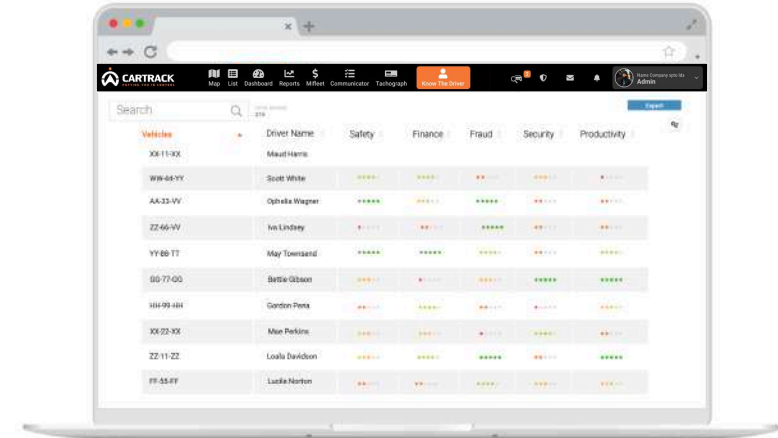 CARTRACK
Map List Dashboard Reports Mifleet Communicator Tachograph Know The Driver
Admin
Search
Export
Vehicles Driver Name Safety Finance Fraud Security Productivity
XX-11-XX Maud Harris
WW-44-YY Scott White
AA-33-VV Ophelia Wagner
ZZ-66-VV Iva Lindsey
YY-88-TT May Townsend
GG-77-GG Bettie Gibson
HH-99-HH Gordon Pena
XX-22-XX Mae Perkins
ZZ-11-ZZ Leala Davidson
FF-55-FF Lucile Norton